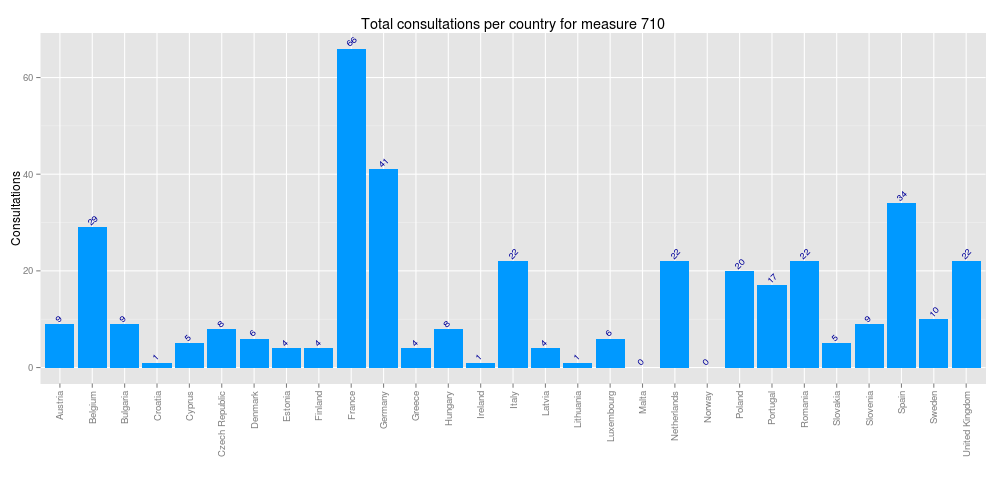 Total consultations per country for measure 710
Consultations
60
40
20
0
9
29
9
1
5
8
6
4
4
66
41
4
8
1
22
4
1
6
0
22
0
20
17
22
5
9
34
10
22
Austria
Belgium
Bulgaria
Croatia
Cyprus
Czech Republic
Denmark
Estonia
Finland
France
Germany
Greece
Hungary
Ireland
Italy
Latvia
Lithuania
Luxembourg
Malta
Netherlands
Norway
Poland
Portugal
Romania
Slovakia
Slovenia
Spain
Sweden
United Kingdom